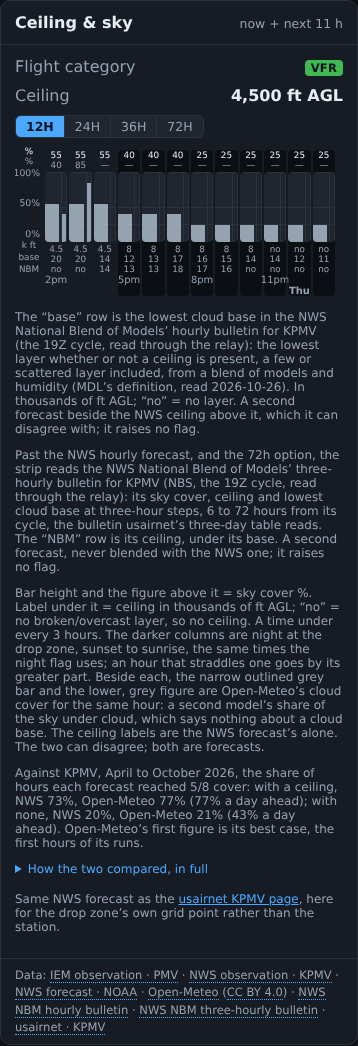 Ceiling & sky now + next 11 h
Flight category VFR
Ceiling 4,500 ft AGL
12H 24H 36H 72H
% 55 55 55 40 40 40 25 25 25 25 25 25
% 40 85 — — — — — — — — — —
100%
50%
0%
k ft 4.5 4.5 4.5 8 8 8 8 8 8 no no no
base 20 20 14 12 13 17 16 17 14 14 12 12
NBM no no 14 13 13 18 17 16 no no no no
2pm 5pm 8pm 11pm
Thu
The “base” row is the lowest cloud base in the NWS
National Blend of Models’ hourly bulletin for KPMV
(the 19Z cycle, read through the relay): the lowest
layer whether or not a ceiling is present, a few or
scattered layer included, from a blend of models and
humidity (MDL’s definition, read 2026-10-26). In
thousands of ft AGL; “no” = no layer. A second
forecast beside the NWS ceiling above it, which it can
disagree with; it raises no flag.
Past the NWS hourly forecast, and the 72h option, the
strip reads the NWS National Blend of Models’ three-
hourly bulletin for KPMV (NBS, the 19Z cycle, read
through the relay): its sky cover, ceiling and lowest
cloud base at three-hour steps, 6 to 72 hours from its
cycle, the bulletin usairnet’s three-day table reads.
The “NBM” row is its ceiling, under its base. A second
forecast, never blended with the NWS one; it raises
no flag.
Bar height and the figure above it = sky cover %.
Label under it = ceiling in thousands of ft AGL; “no” =
no broken/overcast layer, so no ceiling. A time under
every 3 hours. The darker columns are night at the
drop zone, sunset to sunrise, the same times the
night flag uses; an hour that straddles one goes by its
greater part. Beside each, the narrow outlined grey
bar and the lower, grey figure are Open-Meteo’s cloud
cover for the same hour: a second model’s share of
the sky under cloud, which says nothing about a cloud
base. The ceiling labels are the NWS forecast’s alone.
The two can disagree; both are forecasts.
Against KPMV, April to October 2026, the share of
hours each forecast reached 5/8 cover: with a ceiling,
NWS 73%, Open-Meteo 77% (77% a day ahead); with
none, NWS 20%, Open-Meteo 21% (43% a day
ahead). Open-Meteo’s first figure is its best case, the
first hours of its runs.
▶ How the two compared, in full
Same NWS forecast as the usairnet KPMV page, here
for the drop zone’s own grid point rather than the
station.
Data: IEM observation · PMV · NWS observation · KPMV ·
NWS forecast · NOAA · Open-Meteo (CC BY 4.0) · NWS
NBM hourly bulletin · NWS NBM three-hourly bulletin ·
usairnet · KPMV